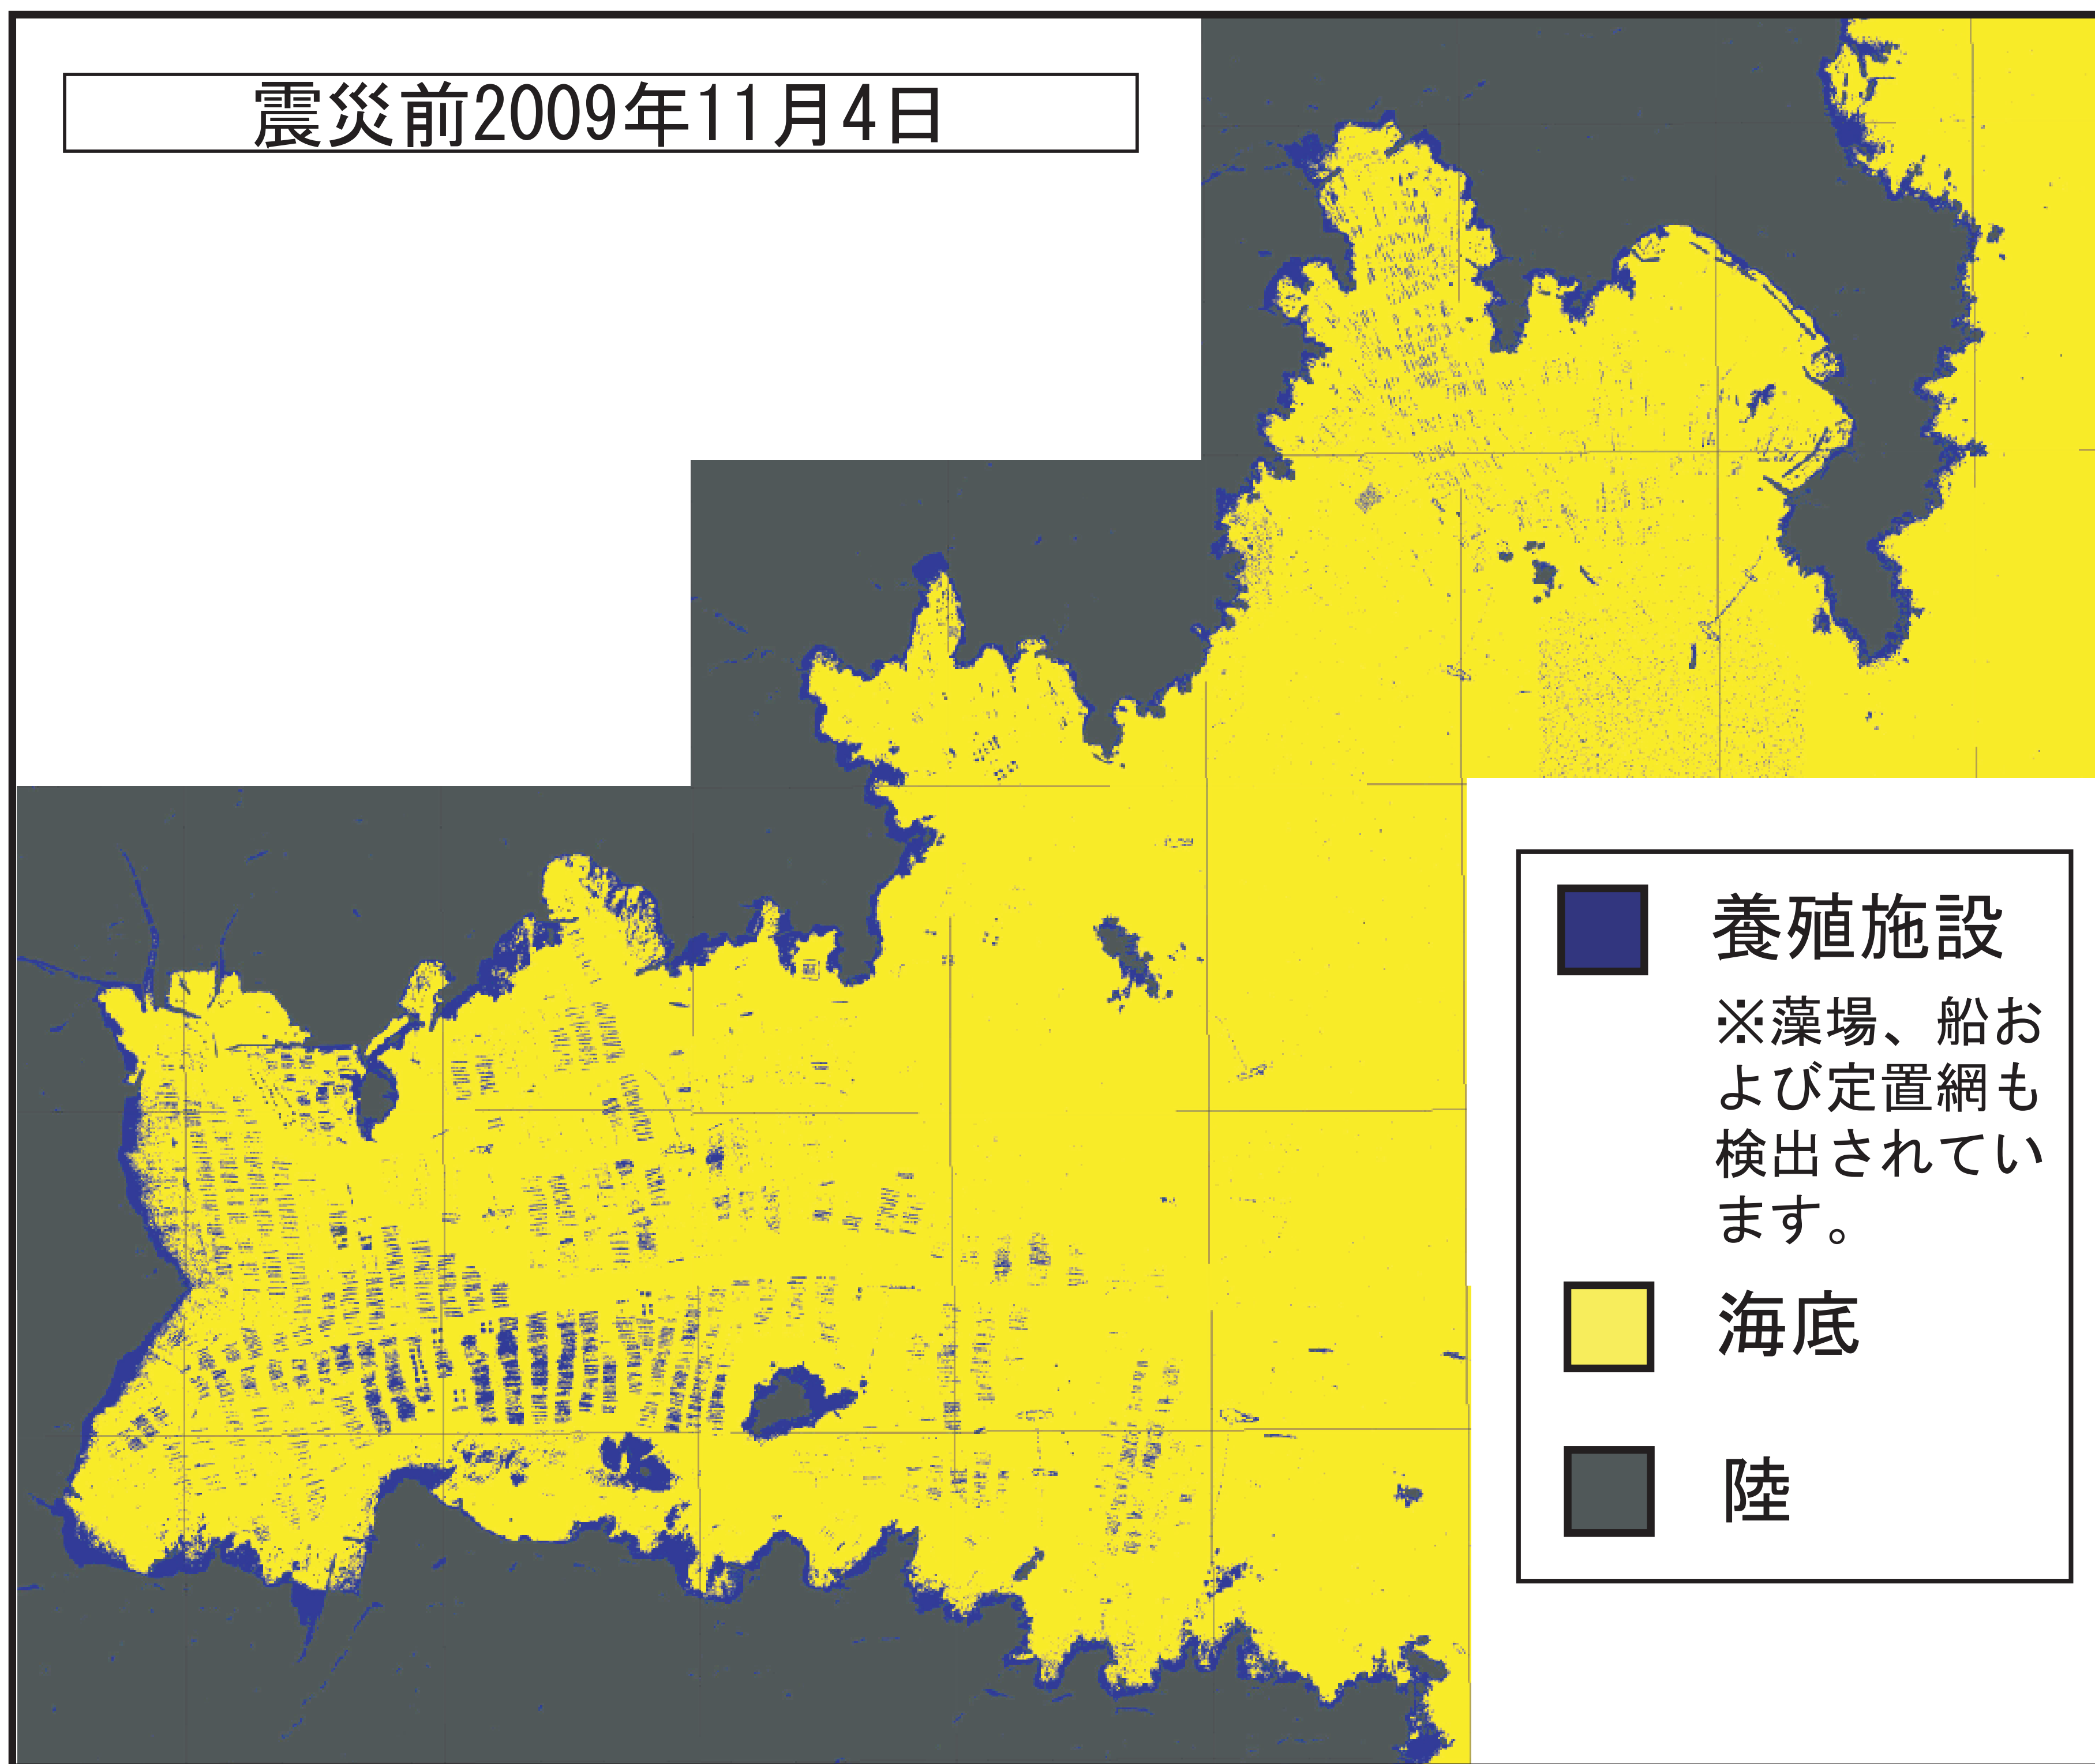 震災前2009年11月4日
養殖施設
※藻場、船お
よび定置網も
検出されてい
ます。
海底
陸